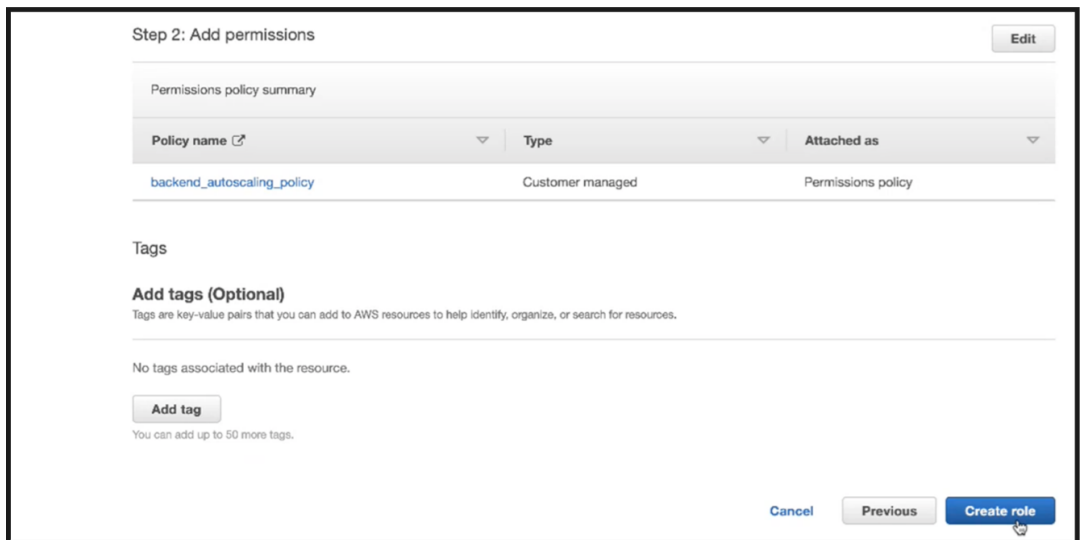 Step 2: Add permissions
Edit
Permissions policy summary
Policy name Type Attached as
backend_autoscaling_policy Customer managed Permissions policy
Tags
Add tags (Optional)
Tags are key-value pairs that you can add to AWS resources to help identify, organize, or search for resources.
No tags associated with the resource.
Add tag
You can add up to 50 more tags.
Cancel Previous Create role